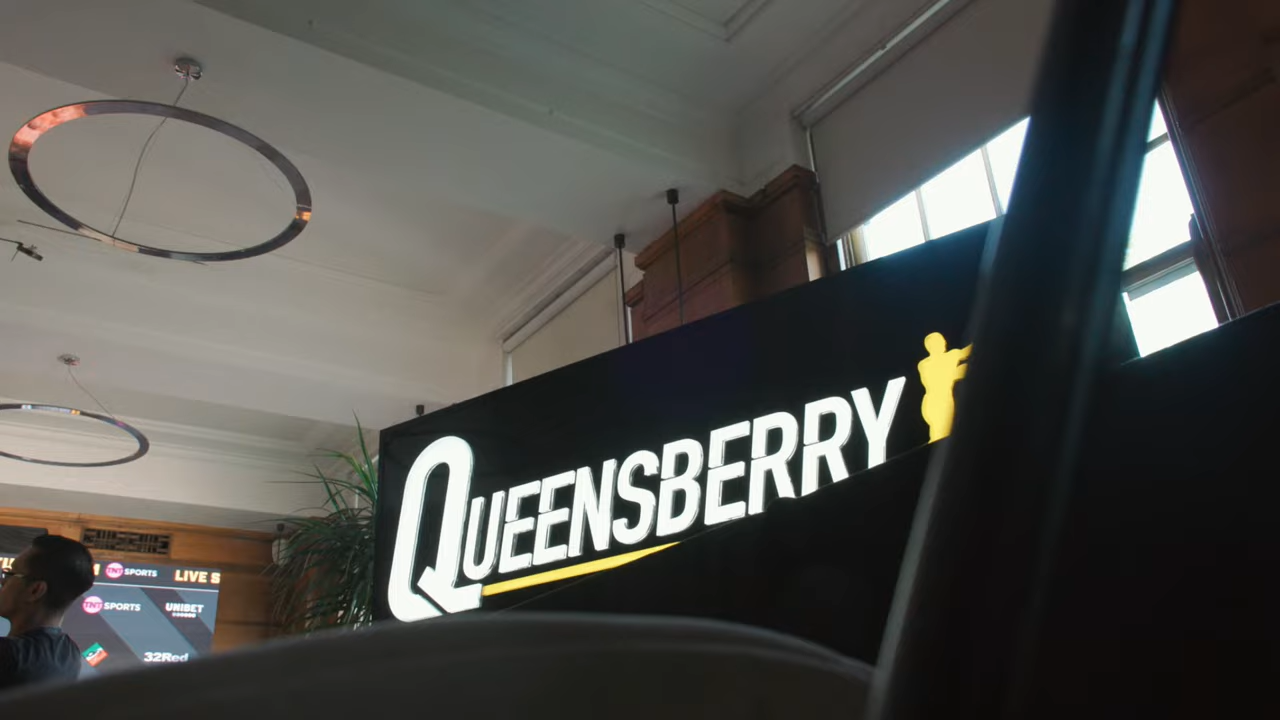 QUEENSBERRY
TNT SPORTS LIVE
TNT SPORTS UNIBET
32Red